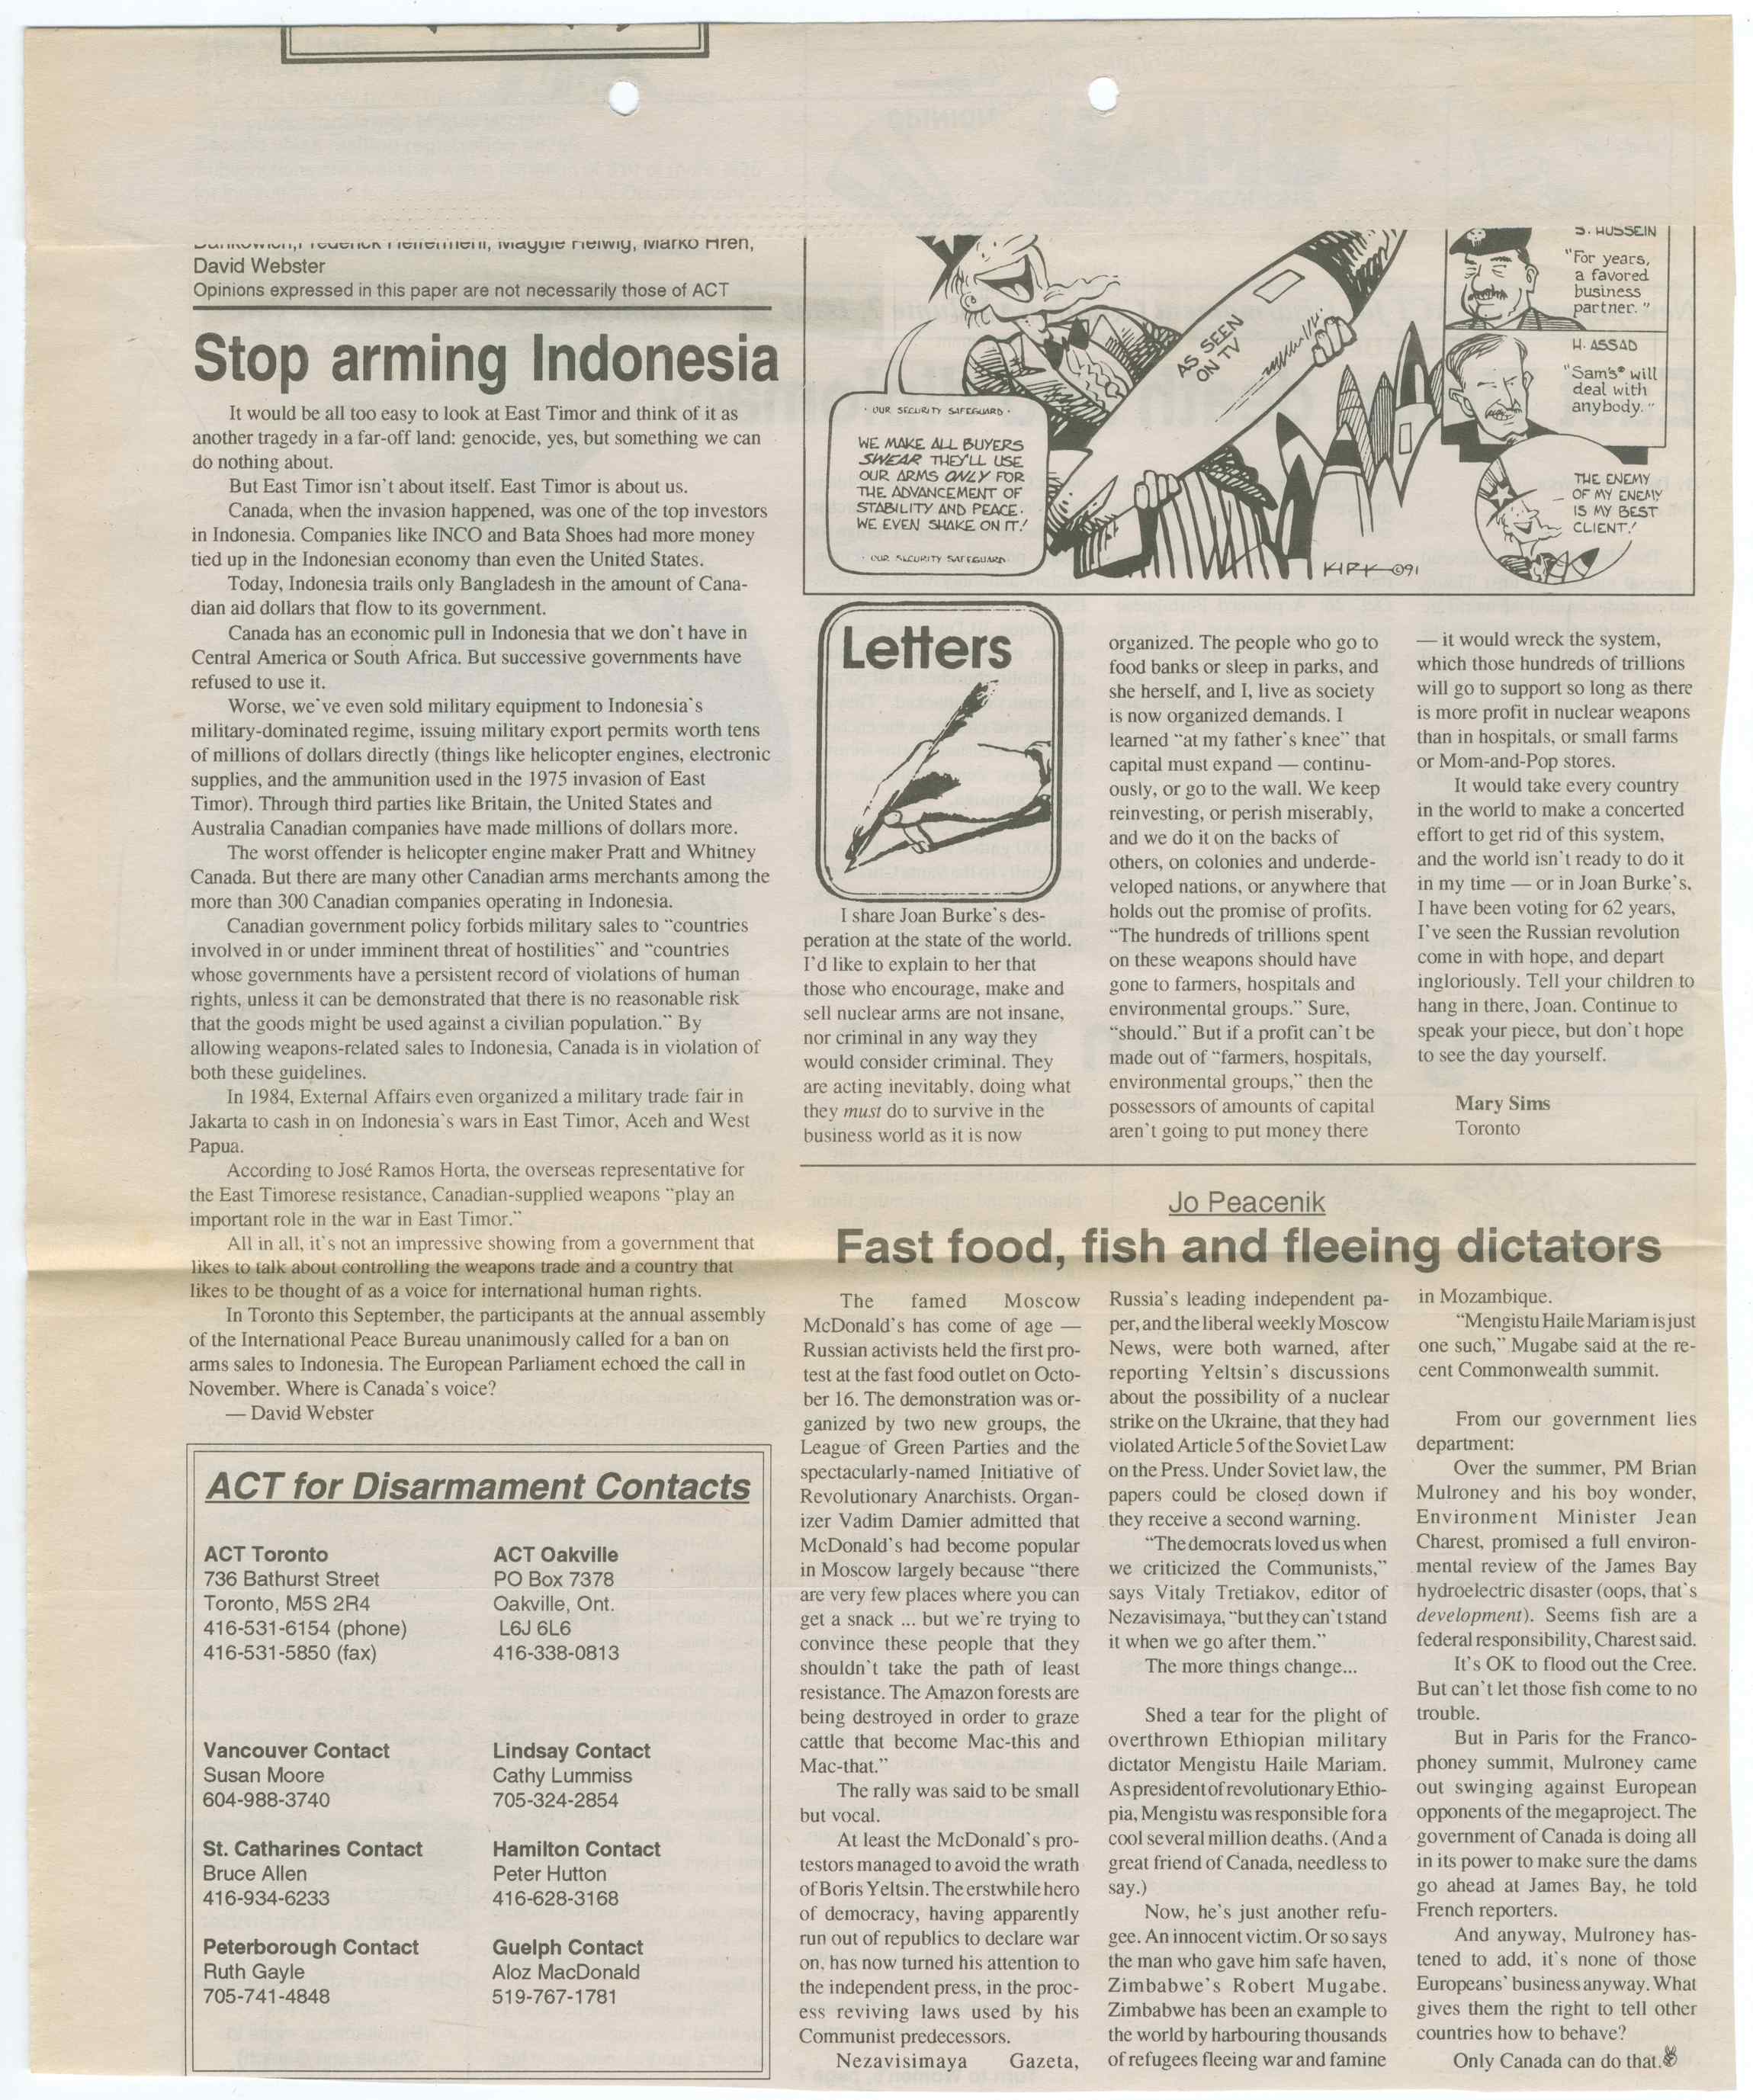 Maggie Helwig, Marko Hren,
David Webster
Opinions expressed in this paper are not necessarily those of ACT
Stop arming Indonesia
It would be all too easy to look at East Timor and think of it as
another tragedy in a far-off land: genocide, yes, but something we can
do nothing about.
But East Timor isn't about itself. East Timor is about us.
Canada, when the invasion happened, was one of the top investors
in Indonesia. Companies like INCO and Bata Shoes had more money
tied up in the Indonesian economy than even the United States.
Today, Indonesia trails only Bangladesh in the amount of Cana-
dian aid dollars that flow to its government.
Canada has an economic pull in Indonesia that we don't have in
Central America or South Africa. But successive governments have
refused to use it.
Worse, we've even sold military equipment to Indonesia's
military-dominated regime, issuing military export permits worth tens
of millions of dollars directly (things like helicopter engines, electronic
supplies, and the ammunition used in the 1975 invasion of East
Timor). Through third parties like Britain, the United States and
Australia Canadian companies have made millions of dollars more.
The worst offender is helicopter engine maker Pratt and Whitney
Canada. But there are many other Canadian arms merchants among the
more than 300 Canadian companies operating in Indonesia.
Canadian government policy forbids military sales to "countries
involved in or under imminent threat of hostilities" and "countries
whose governments have a persistent record of violations of human
rights, unless it can be demonstrated that there is no reasonable risk
that the goods might be used against a civilian population." By
allowing weapons-related sales to Indonesia, Canada is in violation of
both these guidelines.
In 1984, External Affairs even organized a military trade fair in
Jakarta to cash in on Indonesia's wars in East Timor, Aceh and West
Papua.
According to José Ramos Horta, the overseas representative for
the East Timorese resistance, Canadian-supplied weapons "play an
important role in the war in East Timor."
All in all, it's not an impressive showing from a government that
likes to talk about controlling the weapons trade and a country that
likes to be thought of as a voice for international human rights.
In Toronto this September, the participants at the annual assembly
of the International Peace Bureau unanimously called for a ban on
arms sales to Indonesia. The European Parliament echoed the call in
November. Where is Canada's voice?
— David Webster
ACT for Disarmament Contacts
ACT Toronto
736 Bathurst Street
Toronto, M5S 2R4
416-531-6154 (phone)
416-531-5850 (fax)
ACT Oakville
PO Box 7378
Oakville, Ont.
L6J 6L6
416-338-0813
Vancouver Contact
Susan Moore
604-988-3740
Lindsay Contact
Cathy Lummiss
705-324-2854
St. Catharines Contact
Bruce Allen
416-934-6233
Hamilton Contact
Peter Hutton
416-628-3168
Peterborough Contact
Ruth Gayle
705-741-4848
Guelph Contact
Aloz MacDonald
519-767-1781
· OUR SECURITY SAFEGUARD ·
WE MAKE ALL BUYERS
SWEAR THEY'LL USE
OUR ARMS ONLY FOR
THE ADVANCEMENT OF
STABILITY AND PEACE.
WE EVEN SHAKE ON IT!
· OUR SECURITY SAFEGUARD·
AS SEEN
ON TV
S. HUSSEIN
"For years,
a favored
business
partner."
H. ASSAD
"Sam's® will
deal with
anybody."
THE ENEMY
OF MY ENEMY
IS MY BEST
CLIENT!
KIRK ©91
Letters
I share Joan Burke's des-
peration at the state of the world.
I'd like to explain to her that
those who encourage, make and
sell nuclear arms are not insane,
nor criminal in any way they
would consider criminal. They
are acting inevitably, doing what
they must do to survive in the
business world as it is now
organized. The people who go to
food banks or sleep in parks, and
she herself, and I, live as society
is now organized demands. I
learned "at my father's knee" that
capital must expand — continu-
ously, or go to the wall. We keep
reinvesting, or perish miserably,
and we do it on the backs of
others, on colonies and underde-
veloped nations, or anywhere that
holds out the promise of profits.
"The hundreds of trillions spent
on these weapons should have
gone to farmers, hospitals and
environmental groups." Sure,
"should." But if a profit can't be
made out of "farmers, hospitals,
environmental groups," then the
possessors of amounts of capital
aren't going to put money there
— it would wreck the system,
which those hundreds of trillions
will go to support so long as there
is more profit in nuclear weapons
than in hospitals, or small farms
or Mom-and-Pop stores.
It would take every country
in the world to make a concerted
effort to get rid of this system,
and the world isn't ready to do it
in my time — or in Joan Burke's.
I have been voting for 62 years,
I've seen the Russian revolution
come in with hope, and depart
ingloriously. Tell your children to
hang in there, Joan. Continue to
speak your piece, but don't hope
to see the day yourself.
Mary Sims
Toronto
Jo Peacenik
Fast food, fish and fleeing dictators
The famed Moscow
McDonald's has come of age —
Russian activists held the first pro-
test at the fast food outlet on Octo-
ber 16. The demonstration was or-
ganized by two new groups, the
League of Green Parties and the
spectacularly-named Initiative of
Revolutionary Anarchists. Organ-
izer Vadim Damier admitted that
McDonald's had become popular
in Moscow largely because "there
are very few places where you can
get a snack ... but we're trying to
convince these people that they
shouldn't take the path of least
resistance. The Amazon forests are
being destroyed in order to graze
cattle that become Mac-this and
Mac-that."
The rally was said to be small
but vocal.
At least the McDonald's pro-
testors managed to avoid the wrath
of Boris Yeltsin. The erstwhile hero
of democracy, having apparently
run out of republics to declare war
on, has now turned his attention to
the independent press, in the proc-
ess reviving laws used by his
Communist predecessors.
Nezavisimaya Gazeta,
Russia's leading independent pa-
per, and the liberal weekly Moscow
News, were both warned, after
reporting Yeltsin's discussions
about the possibility of a nuclear
strike on the Ukraine, that they had
violated Article 5 of the Soviet Law
on the Press. Under Soviet law, the
papers could be closed down if
they receive a second warning.
"The democrats loved us when
we criticized the Communists,"
says Vitaly Tretiakov, editor of
Nezavisimaya, "but they can't stand
it when we go after them."
The more things change...
Shed a tear for the plight of
overthrown Ethiopian military
dictator Mengistu Haile Mariam.
As president of revolutionary Ethio-
pia, Mengistu was responsible for a
cool several million deaths. (And a
great friend of Canada, needless to
say.)
Now, he's just another refu-
gee. An innocent victim. Or so says
the man who gave him safe haven,
Zimbabwe's Robert Mugabe.
Zimbabwe has been an example to
the world by harbouring thousands
of refugees fleeing war and famine
in Mozambique.
"Mengistu Haile Mariam is just
one such," Mugabe said at the re-
cent Commonwealth summit.
From our government lies
department:
Over the summer, PM Brian
Mulroney and his boy wonder,
Environment Minister Jean
Charest, promised a full environ-
mental review of the James Bay
hydroelectric disaster (oops, that's
development). Seems fish are a
federal responsibility, Charest said.
It's OK to flood out the Cree.
But can't let those fish come to no
trouble.
But in Paris for the Franco-
phoney summit, Mulroney came
out swinging against European
opponents of the megaproject. The
government of Canada is doing all
in its power to make sure the dams
go ahead at James Bay, he told
French reporters.
And anyway, Mulroney has-
tened to add, it's none of those
Europeans' business anyway. What
gives them the right to tell other
countries how to behave?
Only Canada can do that.